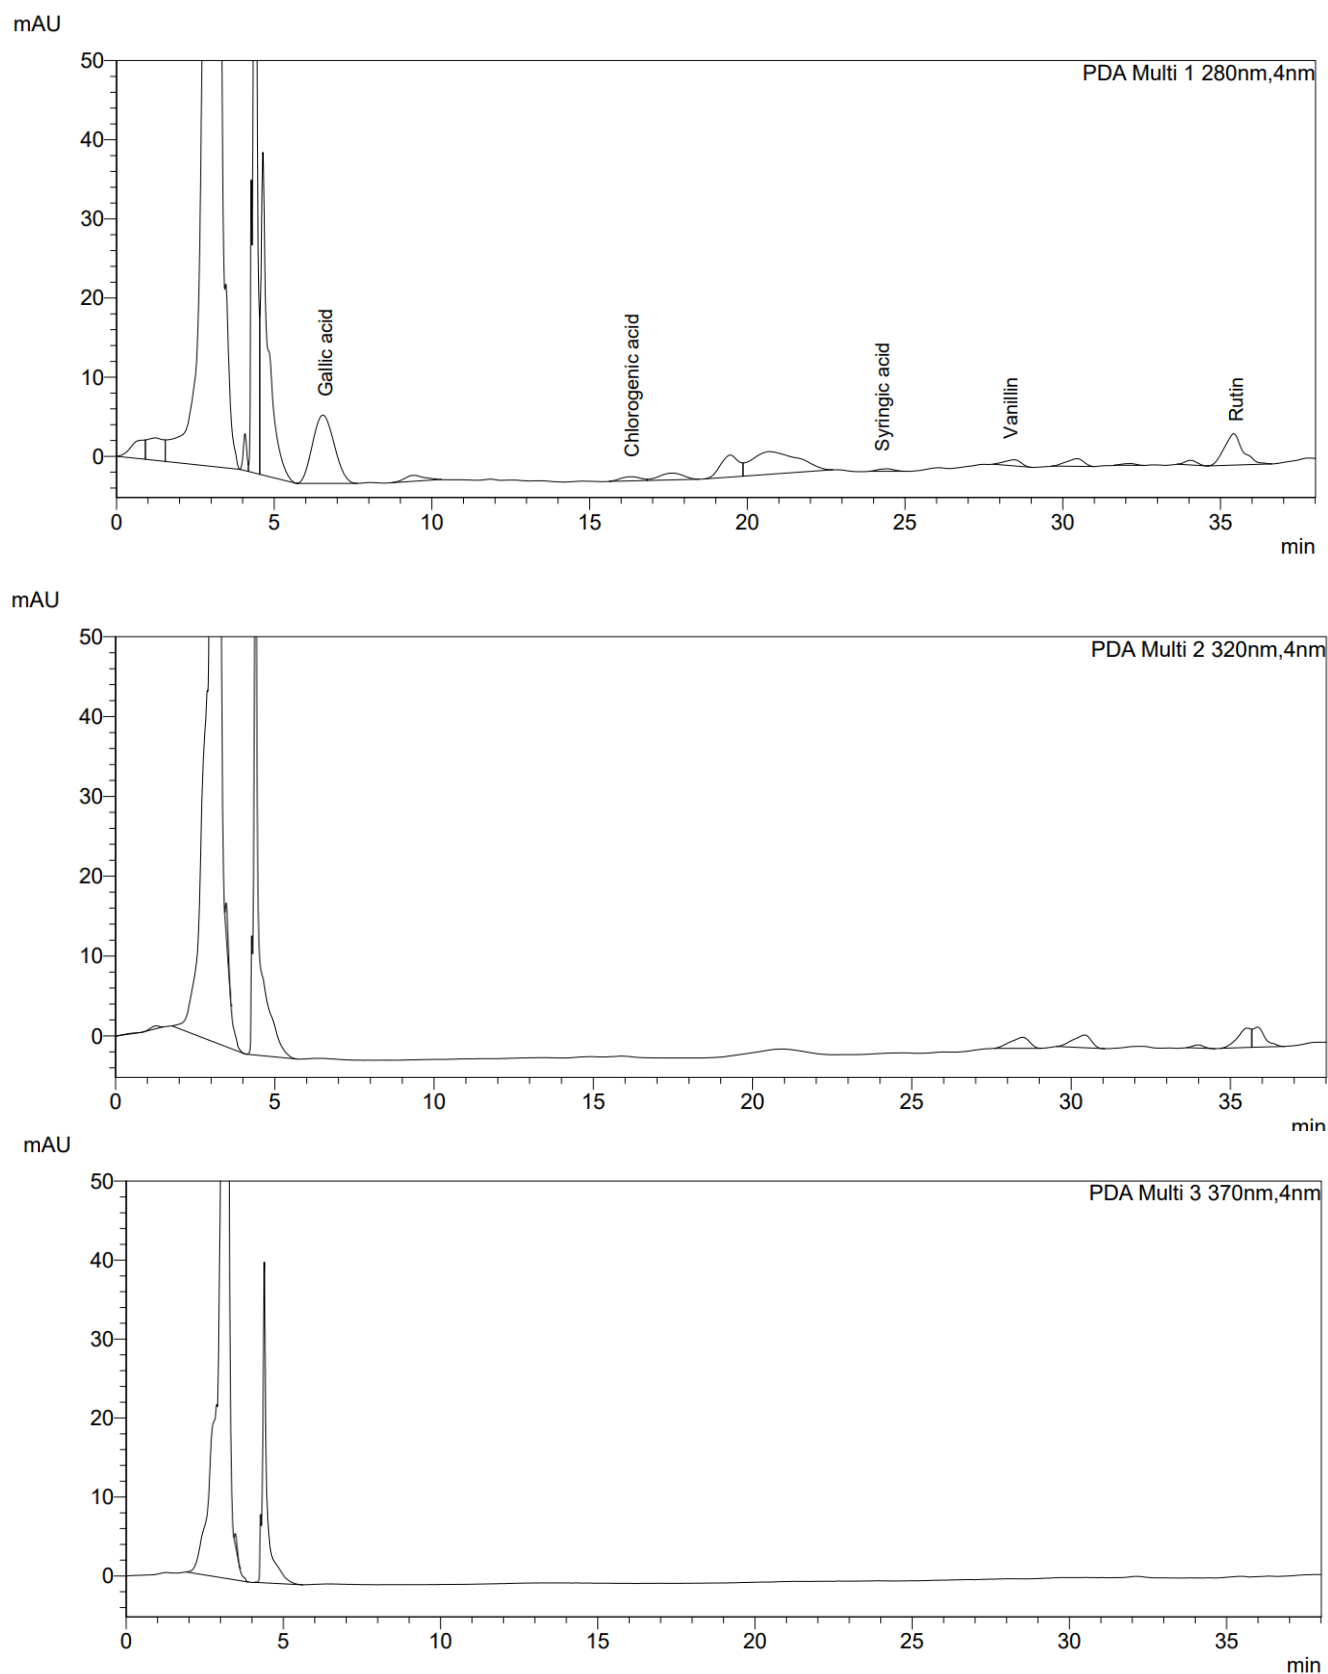 mAU
PDA Multi 1 280nm,4nm
50
40
30
20
10
0
Gallic acid
Chlorogenic acid
Syringic acid
Vanillin
Rutin
0 5 10 15 20 25 30 35
min
mAU
PDA Multi 2 320nm,4nm
50
40
30
20
10
0
0 5 10 15 20 25 30 35
min
mAU
PDA Multi 3 370nm,4nm
50
40
30
20
10
0
0 5 10 15 20 25 30 35
min